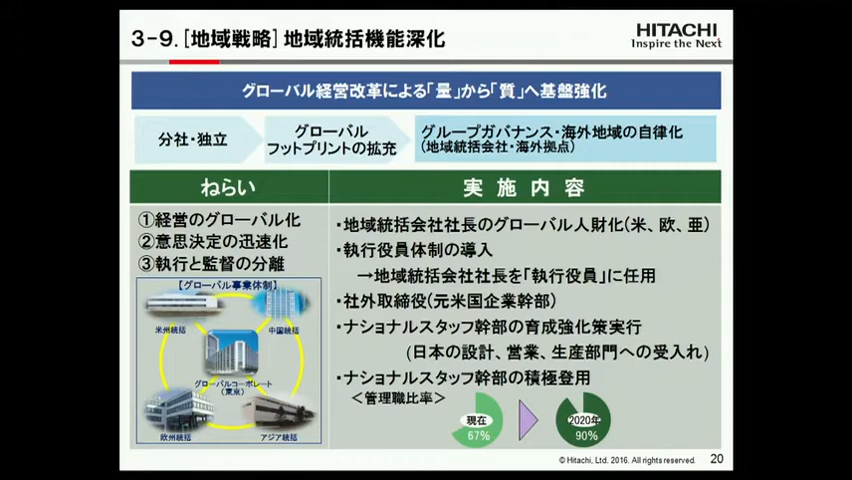 3-9.[地域戦略]地域統括機能深化
HITACHI
Inspire the Next
グローバル経営改革による「量」から「質」へ基盤強化
分社・独立
グローバル
フットプリントの拡充
グループガバナンス・海外地域の自律化
(地域統括会社・海外拠点)
ねらい
実施内容
①経営のグローバル化
②意思決定の迅速化
③執行と監督の分離
【グローバル事業体制】
米州統括
中国統括
グローバルコーポレート
(東京)
欧州統括
アジア統括
・地域統括会社社長のグローバル人財化(米、欧、亜)
・執行役員体制の導入
→地域統括会社社長を「執行役員」に任用
・社外取締役(元米国企業幹部)
・ナショナルスタッフ幹部の育成強化策実行
(日本の設計、営業、生産部門への受入れ)
・ナショナルスタッフ幹部の積極登用
＜管理職比率＞
現在
67%
2020年
90%
© Hitachi, Ltd. 2016. All rights reserved.
20